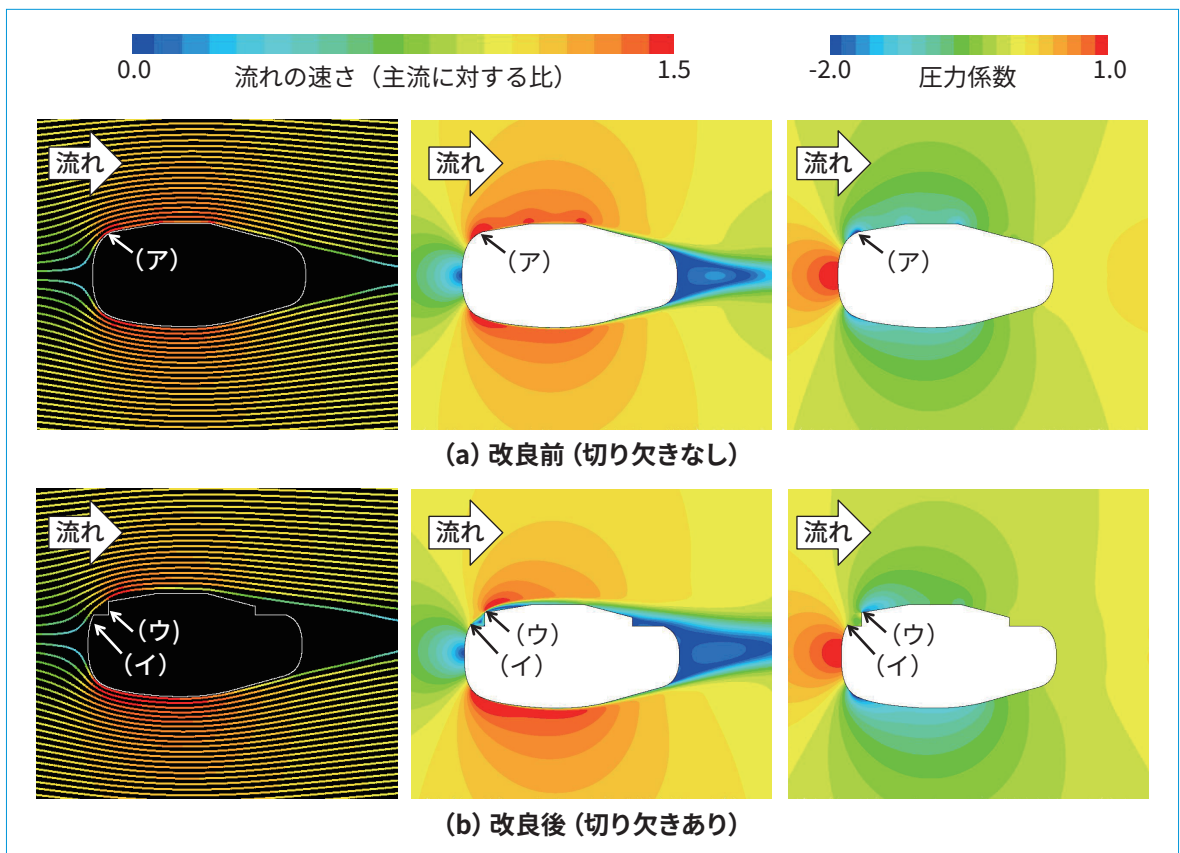 0.0 流れの速さ（主流に対する比） 1.5
-2.0 圧力係数 1.0
流れ 流れ 流れ
（ア） （ア） （ア）
(a) 改良前（切り欠きなし）
流れ 流れ 流れ
（ウ） （ウ） （ウ）
（イ） （イ） （イ）
(b) 改良後（切り欠きあり）